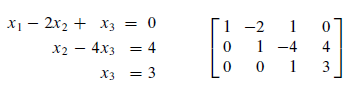 x₁ − 2x₂ + x₃ = 0
x₂ − 4x₃ = 4
x₃ = 3
[1 −2 1 0
0 1 −4 4
0 0 1 3]